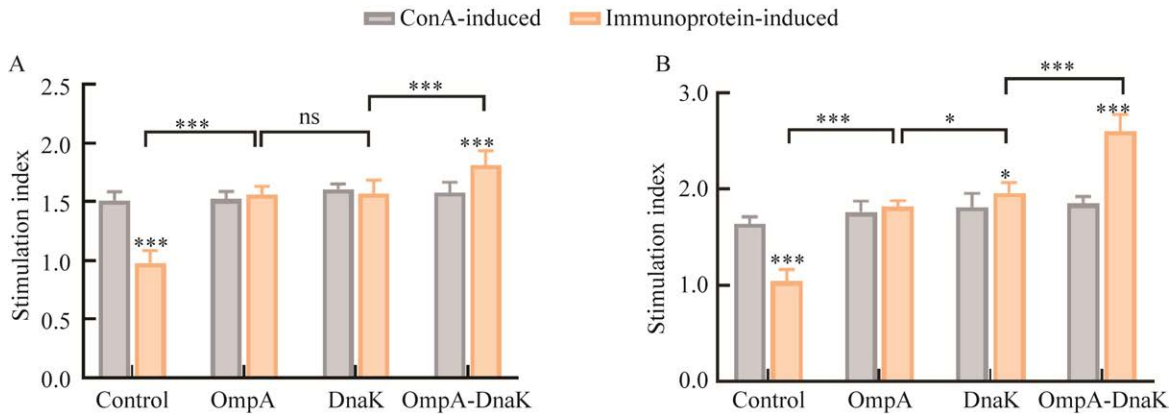 ConA-induced Immunoprotein-induced
A
Stimulation index
2.5
2.0
1.5
1.0
0.5
0.0
***
***
ns
***
***
Control OmpA DnaK OmpA-DnaK
B
Stimulation index
3.0
2.0
1.0
0.0
***
***
*
*
***
***
Control OmpA DnaK OmpA-DnaK